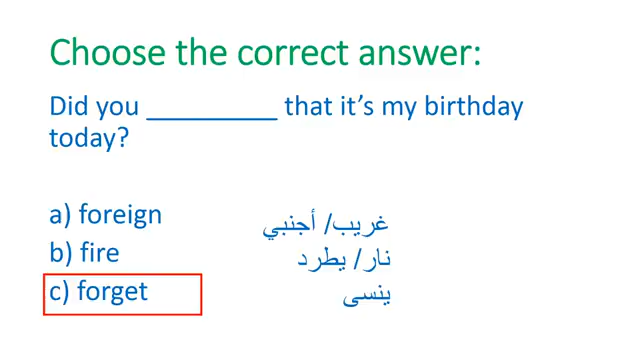 Choose the correct answer:
Did you _________ that it's my birthday
today?
a) foreign غريب/ أجنبي
b) fire نار/ يطرد
c) forget ينسى